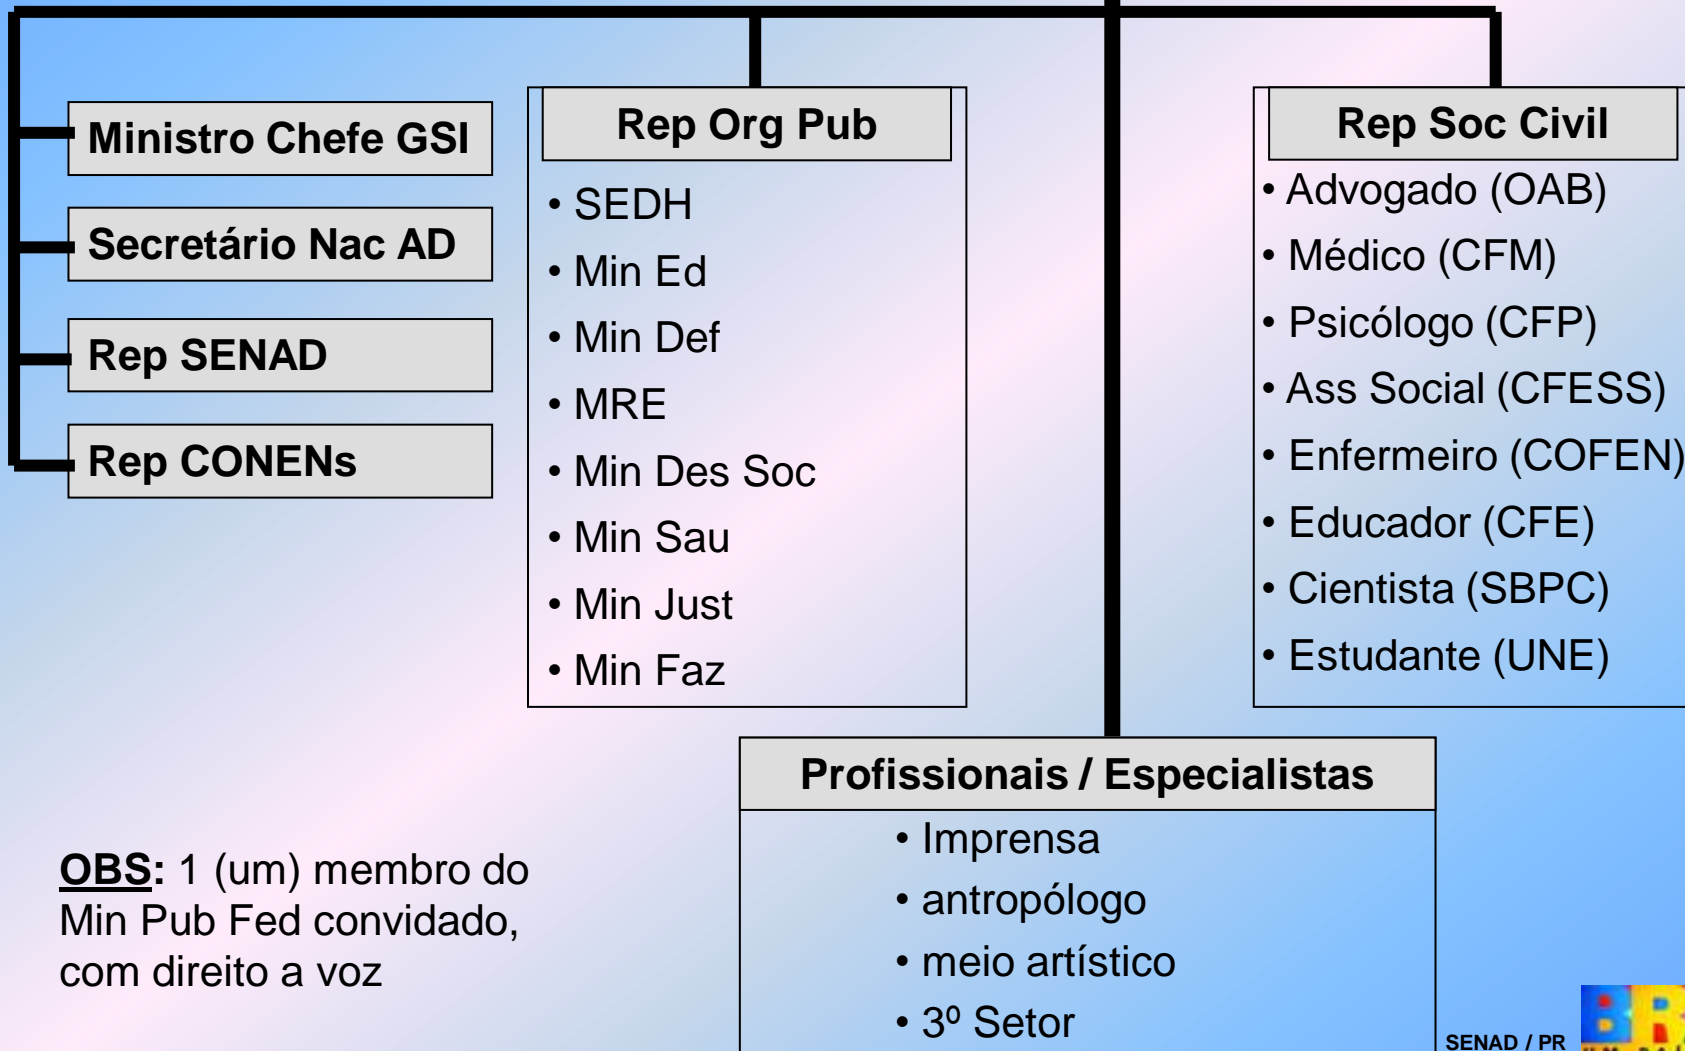 Ministro Chefe GSI
Secretário Nac AD
Rep SENAD
Rep CONENs
Rep Org Pub
• SEDH
• Min Ed
• Min Def
• MRE
• Min Des Soc
• Min Sau
• Min Just
• Min Faz
Rep Soc Civil
• Advogado (OAB)
• Médico (CFM)
• Psicólogo (CFP)
• Ass Social (CFESS)
• Enfermeiro (COFEN)
• Educador (CFE)
• Cientista (SBPC)
• Estudante (UNE)
Profissionais / Especialistas
• Imprensa
• antropólogo
• meio artístico
• 3º Setor
OBS: 1 (um) membro do
Min Pub Fed convidado,
com direito a voz
SENAD / PR
BR